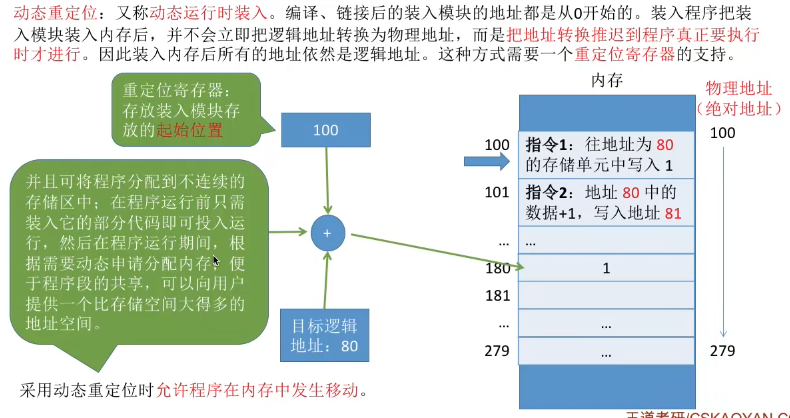 动态重定位：又称动态运行时装入。编译、链接后的装入模块的地址都是从0开始的。装入程序把装
入模块装入内存后，并不会立即把逻辑地址转换为物理地址，而是把地址转换推迟到程序真正要执行
时才进行。因此装入内存后所有的地址依然是逻辑地址。这种方式需要一个重定位寄存器的支持。
重定位寄存器：
存放装入模块存
放的起始位置
100
并且可将程序分配到不连续的
存储区中；在程序运行前只需
装入它的部分代码即可投入运
行，然后在程序运行期间，根
据需要动态申请分配内存；便
于程序段的共享，可以向用户
提供一个比存储空间大得多的
地址空间。
+
目标逻辑
地址：80
采用动态重定位时允许程序在内存中发生移动。
内存
物理地址
（绝对地址）
100
指令1：往地址为 80
的存储单元中写入 1
100
101
指令2：地址 80 中的
数据+1，写入地址 81
...
...
180
1
181
...
...
279
...
279
王道考研/CSKAOYAN.C